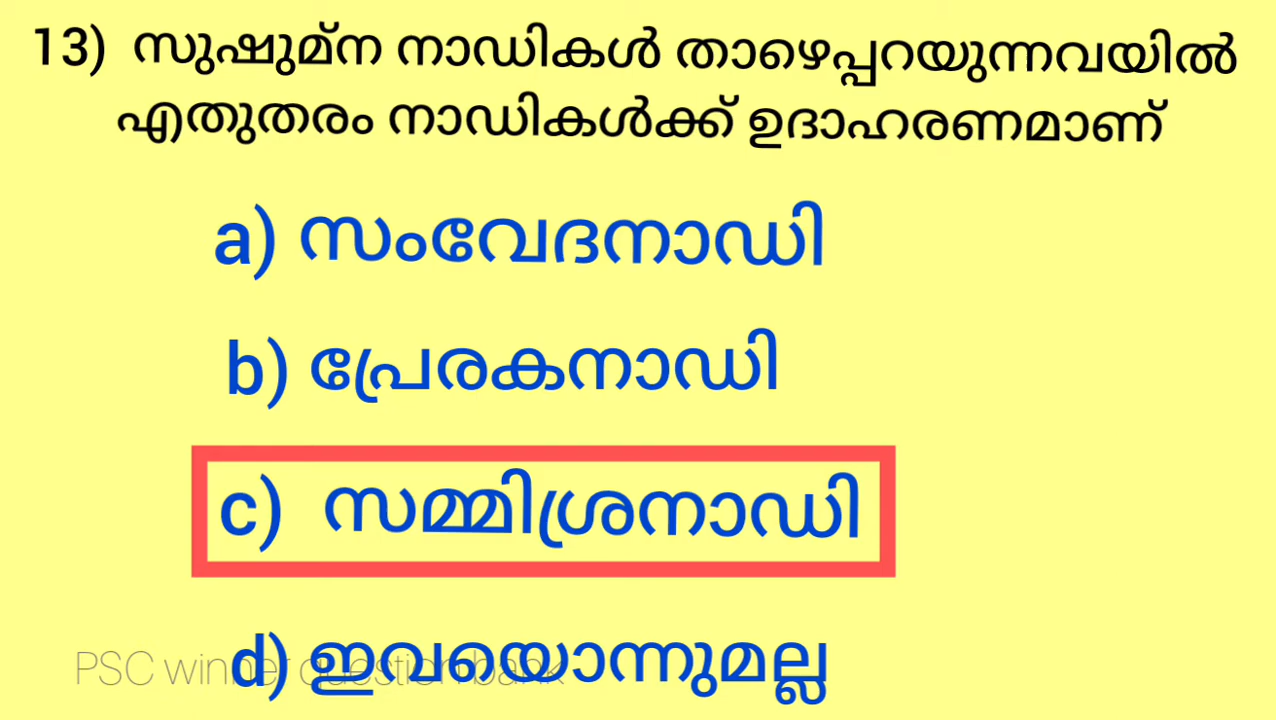 13) സുഷുമ്ന നാഡികൾ താഴെപ്പറയുന്നവയിൽ
എതുതരം നാഡികൾക്ക് ഉദാഹരണമാണ്
a) സംവേദനാഡി
b) പ്രേരകനാഡി
c) സമ്മിശ്രനാഡി
d) ഇവയൊന്നുമല്ല
PSC winner question bank